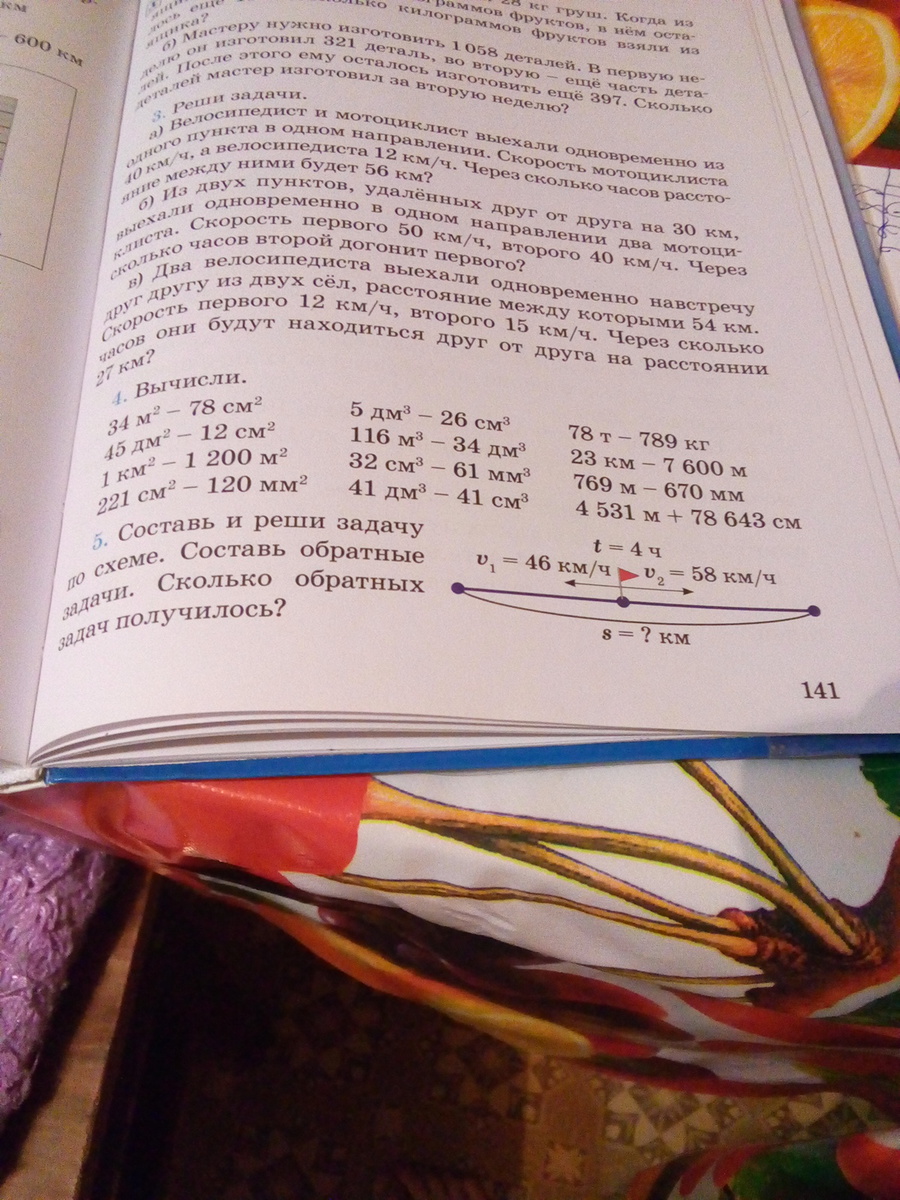 км
– 600 км
28 кг груш. Когда из
фруктов, в нём оста-
килограммов фруктов взяли из
ящика?
б) Мастеру нужно изготовить 1 058 деталей. В первую не-
делю он изготовил 321 деталь, во вторую – ещё часть дета-
лей. После этого ему осталось изготовить ещё 397. Сколько
деталей мастер изготовил за вторую неделю?
3. Реши задачи.
а) Велосипедист и мотоциклист выехали одновременно из
одного пункта в одном направлении. Скорость мотоциклиста
40 км/ч, а велосипедиста 12 км/ч. Через сколько часов рассто-
яние между ними будет 56 км?
б) Из двух пунктов, удалённых друг от друга на 30 км,
выехали одновременно в одном направлении два мотоци-
клиста. Скорость первого 50 км/ч, второго 40 км/ч. Через
сколько часов второй догонит первого?
в) Два велосипедиста выехали одновременно навстречу
друг другу из двух сёл, расстояние между которыми 54 км.
Скорость первого 12 км/ч, второго 15 км/ч. Через сколько
часов они будут находиться друг от друга на расстоянии
27 км?
4. Вычисли.
34 м² – 78 см²
45 дм² – 12 см²
1 км² – 1 200 м²
221 см² – 120 мм²
5 дм³ – 26 см³
116 м³ – 34 дм³
32 см³ – 61 мм³
41 дм³ – 41 см³
78 т – 789 кг
23 км – 7 600 м
769 м – 670 мм
4 531 м + 78 643 см
5. Составь и реши задачу
по схеме. Составь обратные
задачи. Сколько обратных
задач получилось?
t = 4 ч
v₁ = 46 км/ч v₂ = 58 км/ч
s = ? км
141